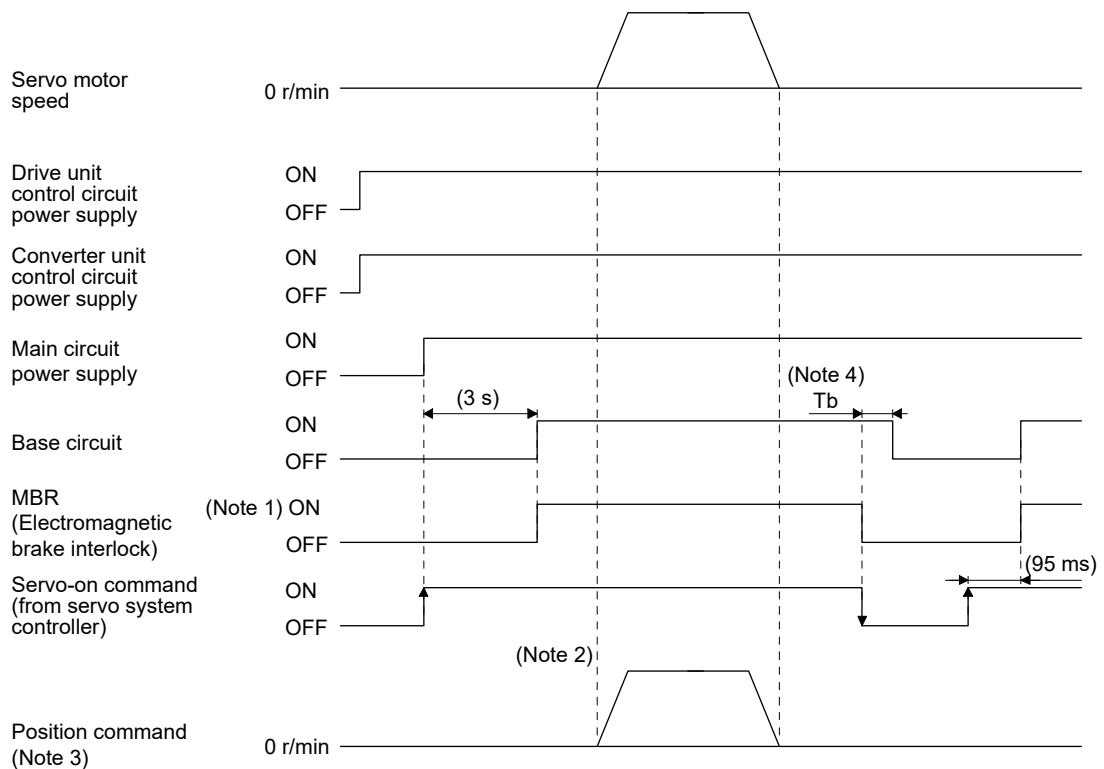 Servo motor
speed
0 r/min
Drive unit
control circuit
power supply
ON
OFF
Converter unit
control circuit
power supply
ON
OFF
Main circuit
power supply
ON
OFF
(3 s)
(Note 4)
Tb
Base circuit
ON
OFF
MBR
(Electromagnetic
brake interlock)
(Note 1) ON
OFF
(95 ms)
Servo-on command
(from servo system
controller)
ON
OFF
(Note 2)
Position command
(Note 3)
0 r/min